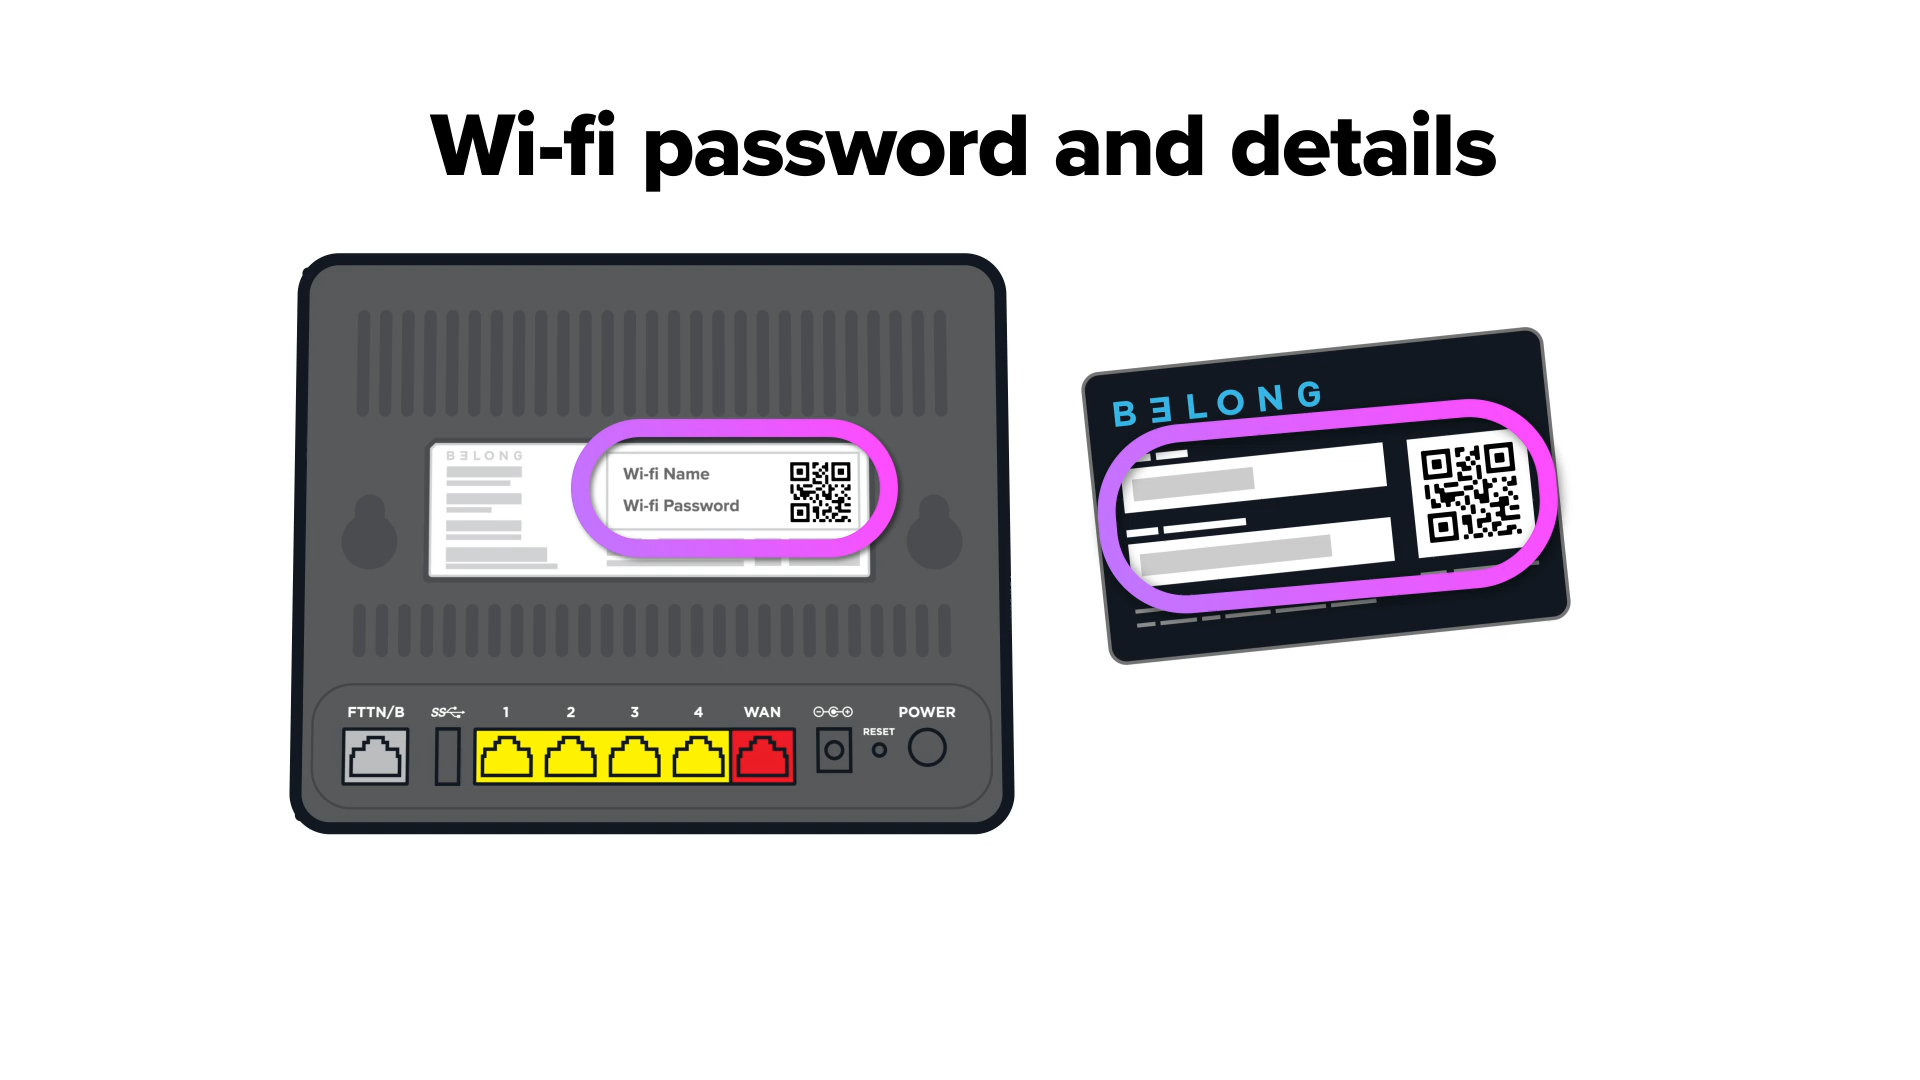 Wi-fi password and details
BELONG
Wi-fi Name
Wi-fi Password
BELONG
FTTN/B
SS
1
2
3
4
WAN
RESET
POWER